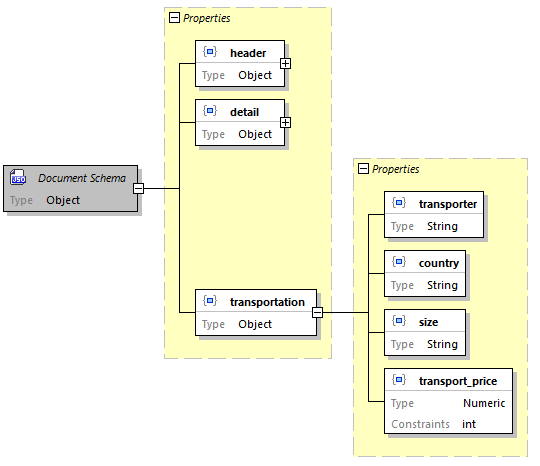 Properties
header
Type Object
detail
Type Object
JSD
Document Schema
Type Object
Properties
transporter
Type String
country
Type String
transportation
Type Object
size
Type String
transport_price
Type Numeric
Constraints int